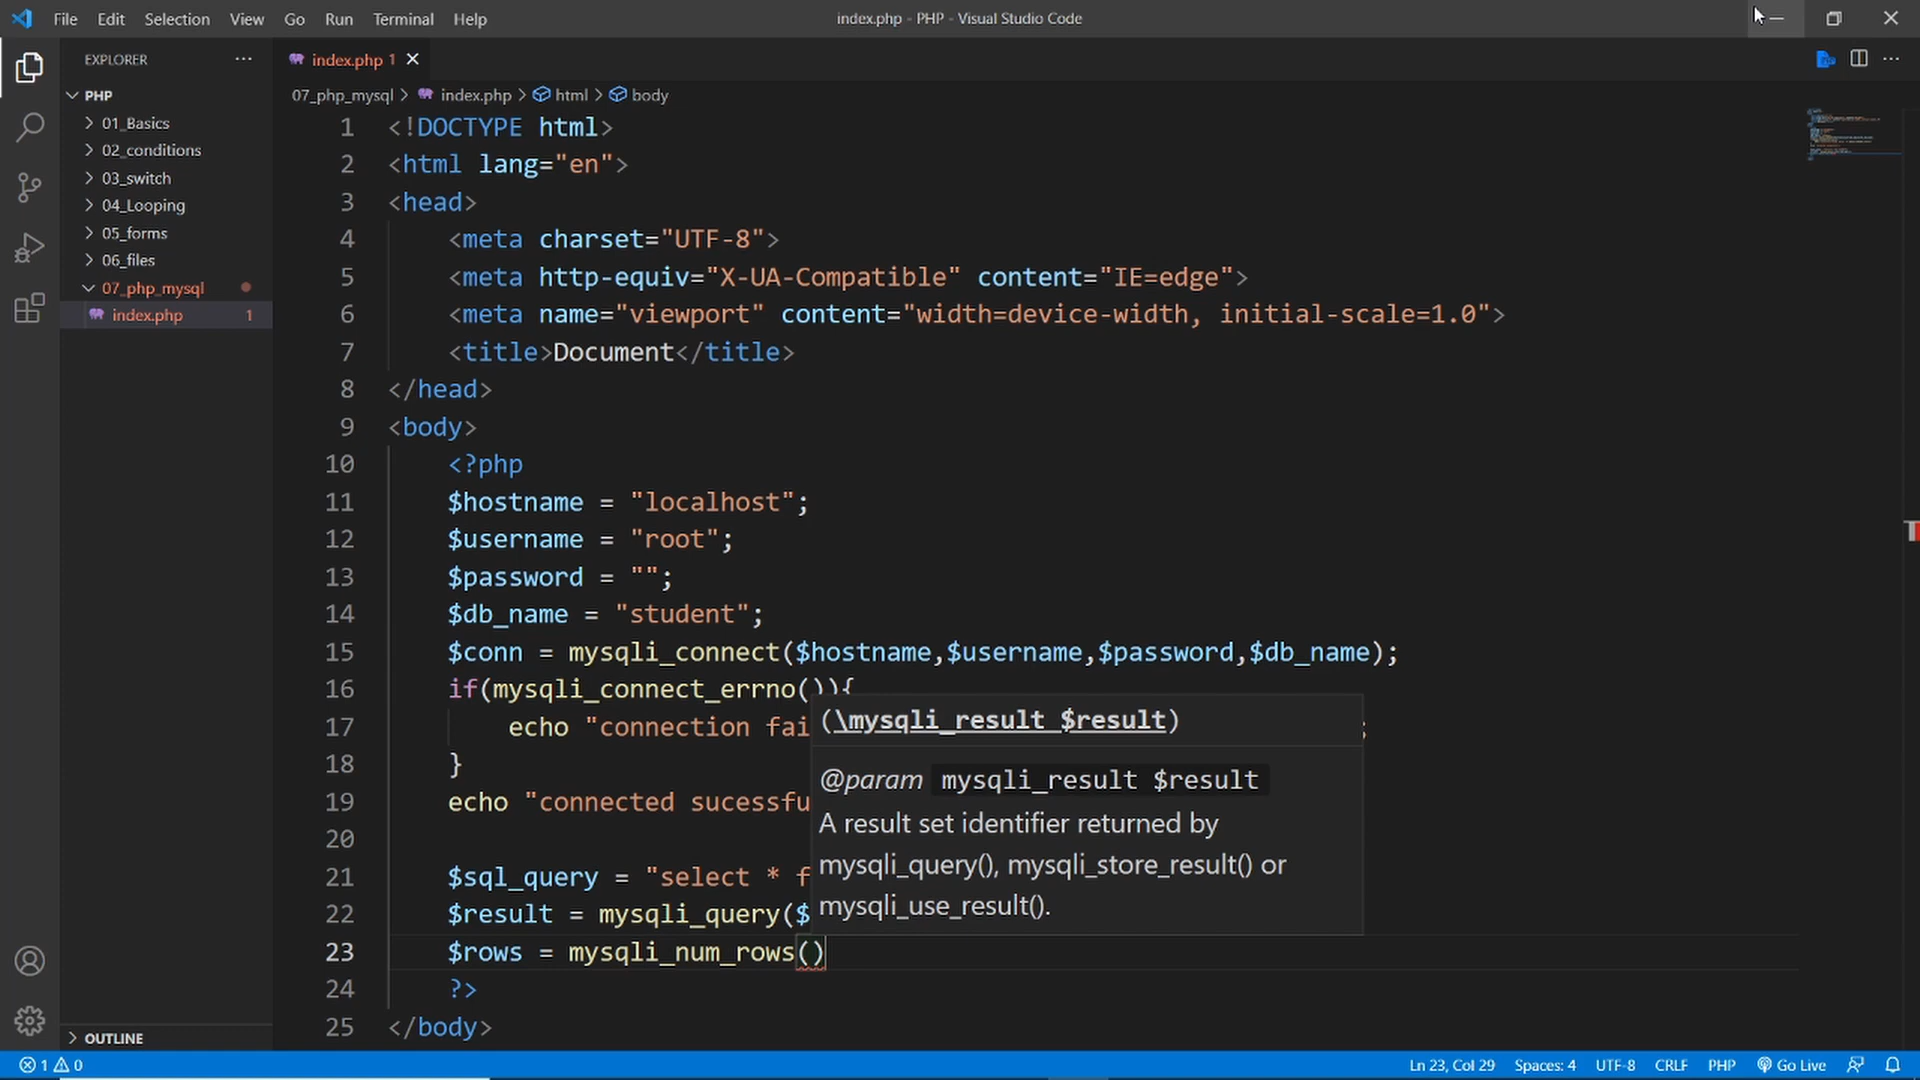 File Edit Selection View Go Run Terminal Help
index.php - PHP - Visual Studio Code
EXPLORER ···
PHP
01_Basics
02_conditions
03_switch
04_Looping
05_forms
06_files
07_php_mysql
index.php 1
OUTLINE
index.php 1
07_php_mysql > index.php > html > body
1 <!DOCTYPE html>
2 <html lang="en">
3 <head>
4 <meta charset="UTF-8">
5 <meta http-equiv="X-UA-Compatible" content="IE=edge">
6 <meta name="viewport" content="width=device-width, initial-scale=1.0">
7 <title>Document</title>
8 </head>
9 <body>
10 <?php
11 $hostname = "localhost";
12 $username = "root";
13 $password = "";
14 $db_name = "student";
15 $conn = mysqli_connect($hostname,$username,$password,$db_name);
16 if(mysqli_connect_errno()){
17 echo "connection fai
18 }
19 echo "connected sucessfu
20
21 $sql_query = "select * f
22 $result = mysqli_query($
23 $rows = mysqli_num_rows()
24 ?>
25 </body>
(\mysqli_result $result)
@param mysqli_result $result
A result set identifier returned by
mysqli_query(), mysqli_store_result() or
mysqli_use_result().
1 0
Ln 23, Col 29 Spaces: 4 UTF-8 CRLF PHP Go Live